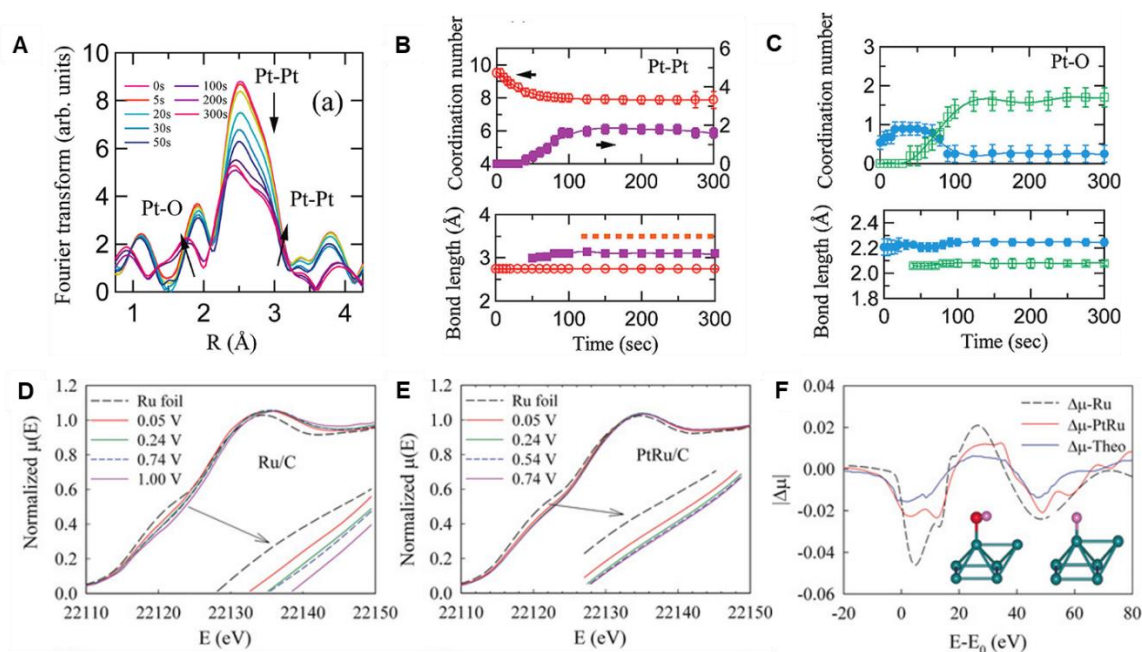 A
Fourier transform (arb. units)
10
8
6
4
2
0
0s
5s
20s
30s
50s
100s
200s
300s
Pt-Pt
(a)
Pt-O
Pt-Pt
1 2 3 4
R (Å)
B
Coordination number
10
8
6
4
Pt-Pt
6
4
2
0
0 100 200 300
Bond length (Å)
4
3
2
0 100 200 300
Time (sec)
C
Coordination number
3
2
1
0
Pt-O
0 100 200 300
Bond length (Å)
2.4
2.2
2.0
1.8
0 100 200 300
Time (sec)
D
Normalized μ(E)
1.2
1.0
0.8
0.6
0.4
0.2
0.0
Ru foil
0.05 V
0.24 V
0.74 V
1.00 V
Ru/C
22110 22120 22130 22140 22150
E (eV)
E
Normalized μ(E)
1.2
1.0
0.8
0.6
0.4
0.2
0.0
Ru foil
0.05 V
0.24 V
0.54 V
0.74 V
PtRu/C
22110 22120 22130 22140 22150
E (eV)
F
|Δμ|
0.04
0.02
0.00
-0.02
-0.04
-0.06
Δμ-Ru
Δμ-PtRu
Δμ-Theo
-20 0 20 40 60 80
E-E₀ (eV)